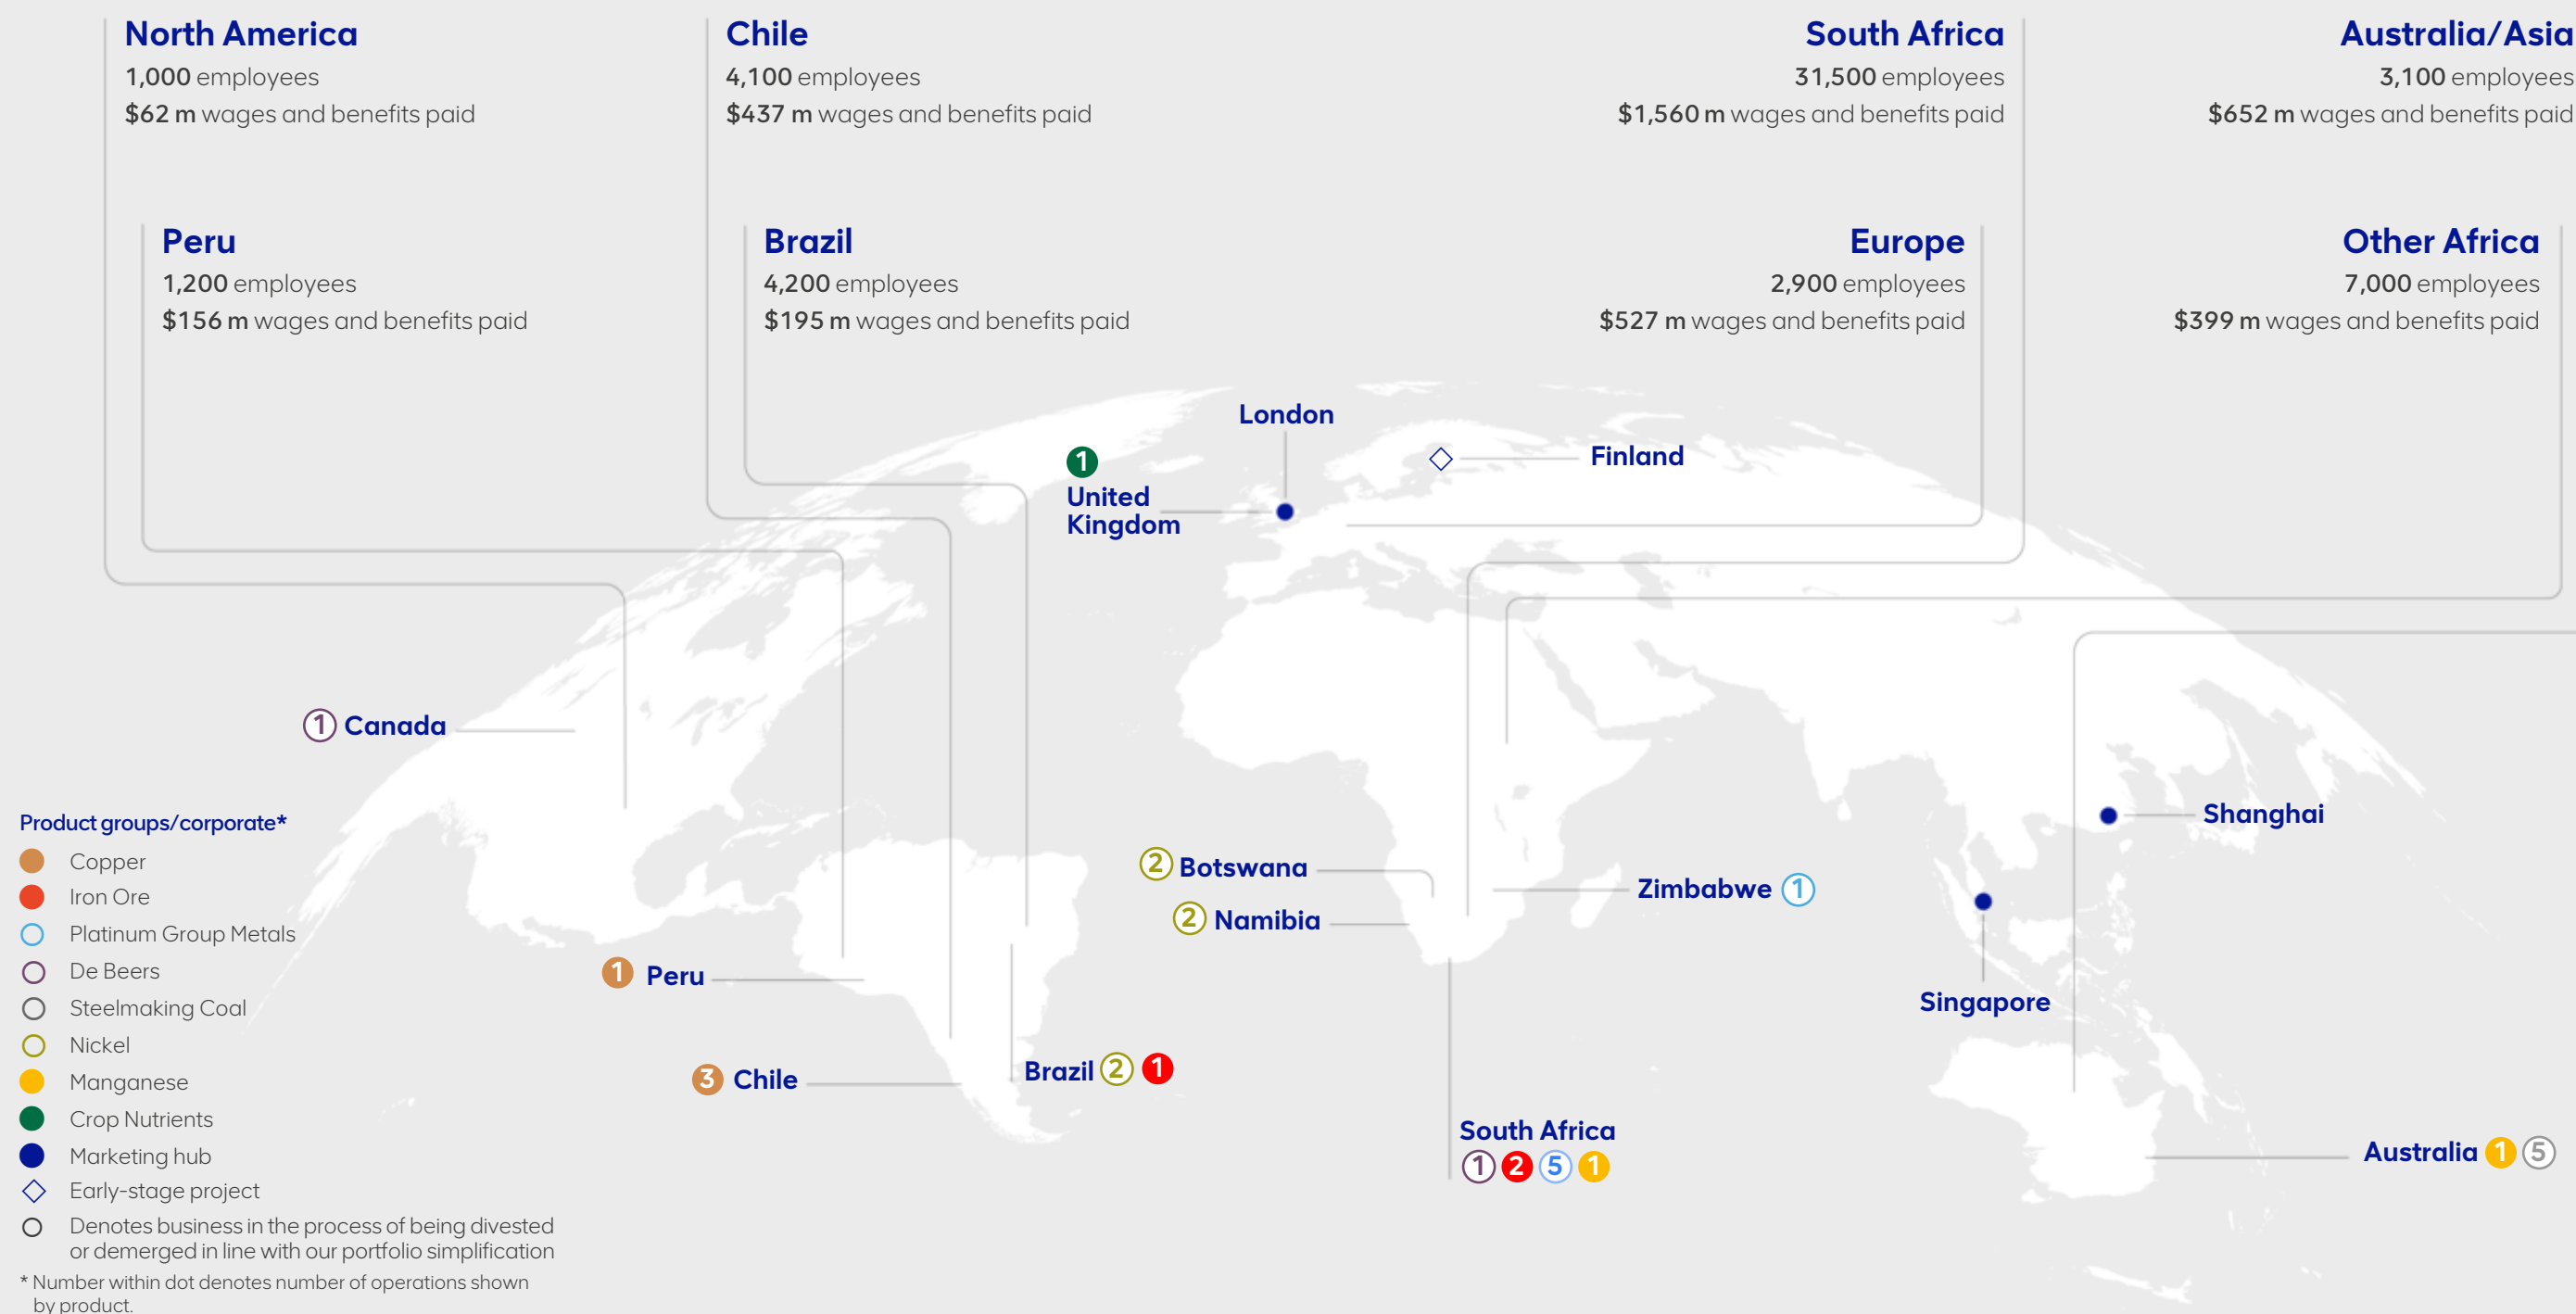 North America
1,000 employees
$62 m wages and benefits paid
Chile
4,100 employees
$437 m wages and benefits paid
South Africa
31,500 employees
$1,560 m wages and benefits paid
Australia/Asia
3,100 employees
$652 m wages and benefits paid
Peru
1,200 employees
$156 m wages and benefits paid
Brazil
4,200 employees
$195 m wages and benefits paid
Europe
2,900 employees
$527 m wages and benefits paid
Other Africa
7,000 employees
$399 m wages and benefits paid
London
Finland
1
United
Kingdom
1 Canada
Shanghai
2 Botswana
Zimbabwe 1
2 Namibia
1 Peru
Singapore
3 Chile
Brazil 2 1
South Africa
1 2 5 1
Australia 1 5
Product groups/corporate*
Copper
Iron Ore
Platinum Group Metals
De Beers
Steelmaking Coal
Nickel
Manganese
Crop Nutrients
Marketing hub
Early-stage project
Denotes business in the process of being divested
or demerged in line with our portfolio simplification
* Number within dot denotes number of operations shown
by product.